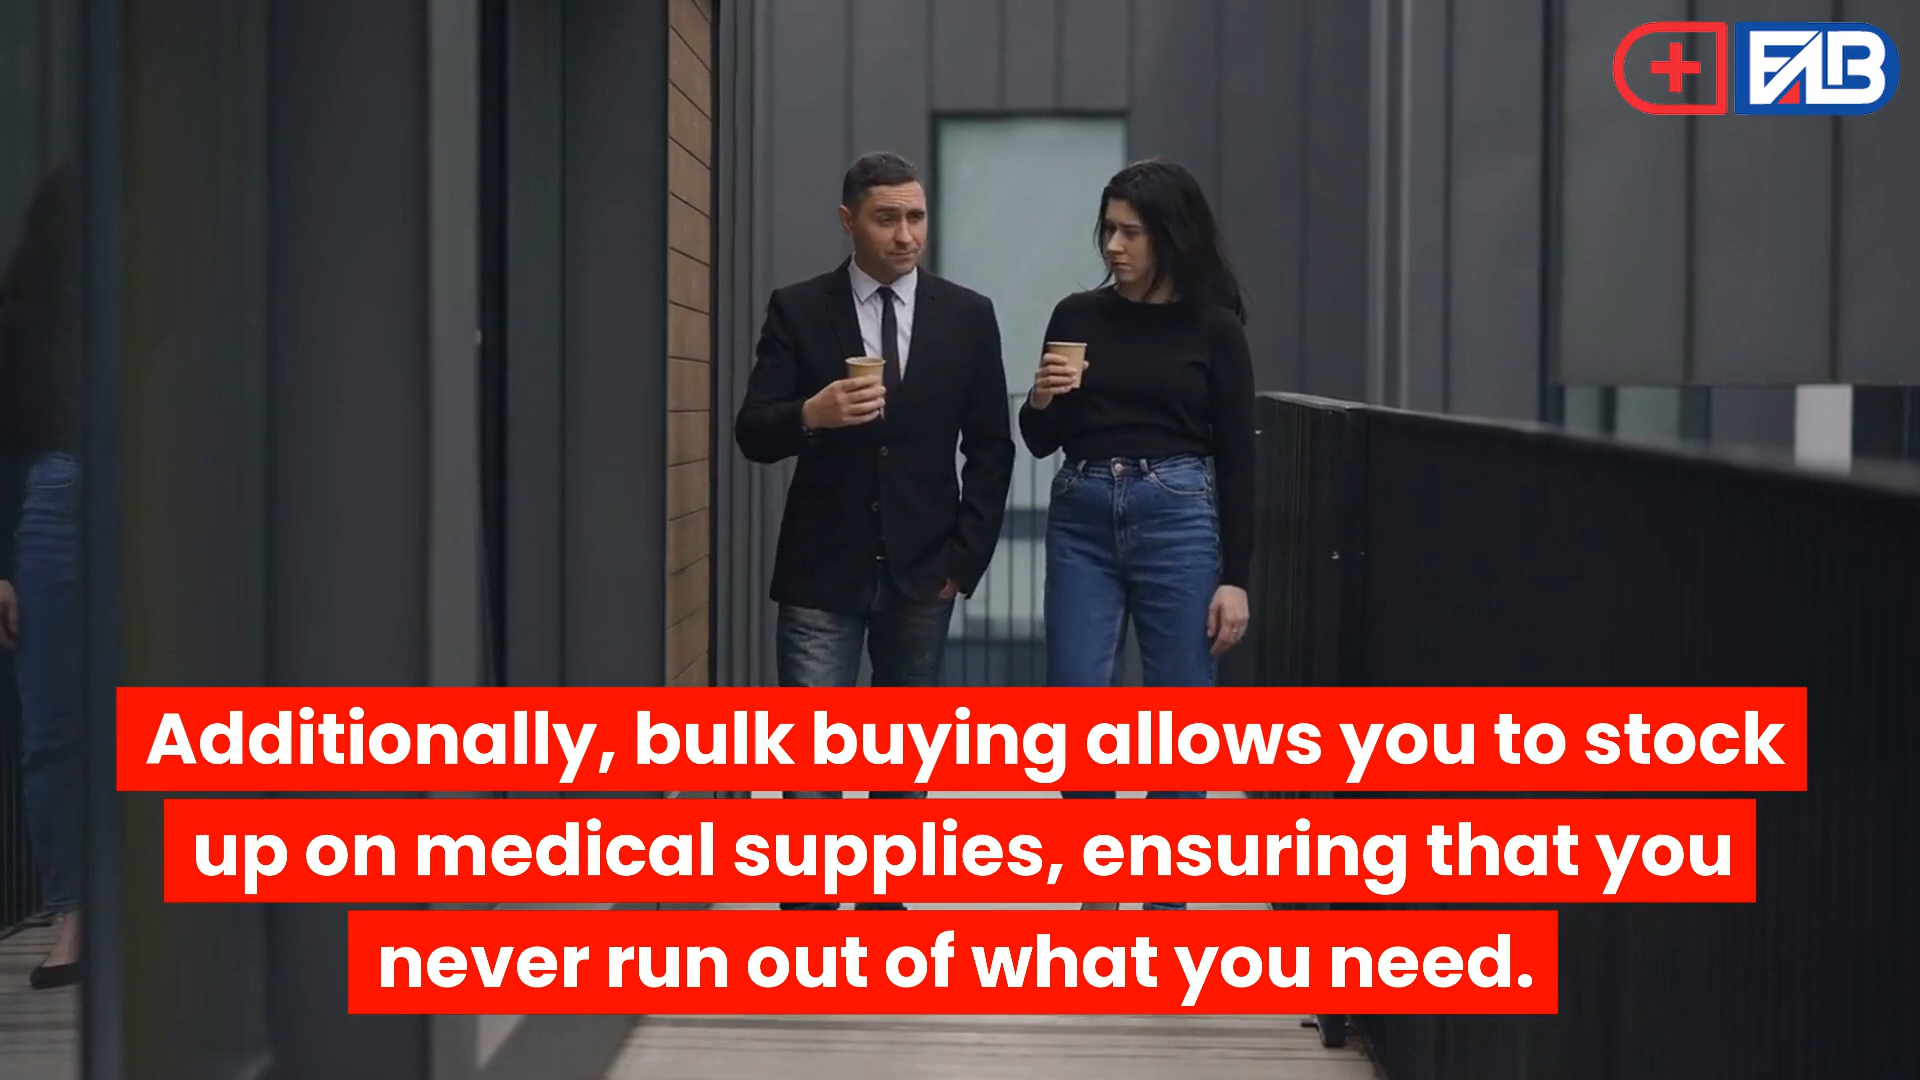 FAB
Additionally, bulk buying allows you to stock
up on medical supplies, ensuring that you
never run out of what you need.